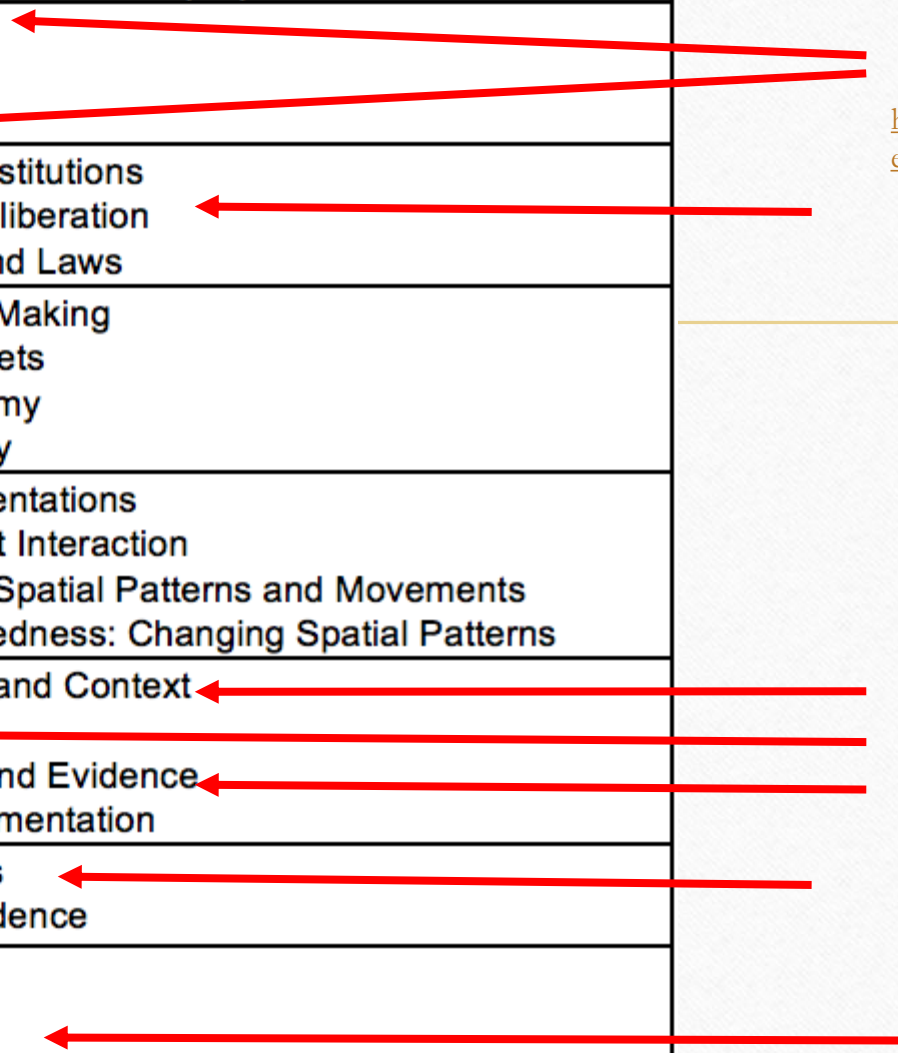 stitutions
liberation
nd Laws
Making
ets
my
y
entations
t Interaction
Spatial Patterns and Movements
edness: Changing Spatial Patterns
and Context
nd Evidence
mentation
s
dence